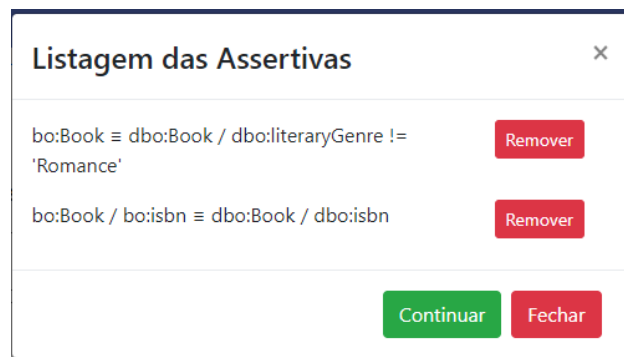 Listagem das Assertivas
×
bo:Book ≡ dbo:Book / dbo:literaryGenre !=
'Romance'
Remover
bo:Book / bo:isbn ≡ dbo:Book / dbo:isbn
Remover
Continuar
Fechar